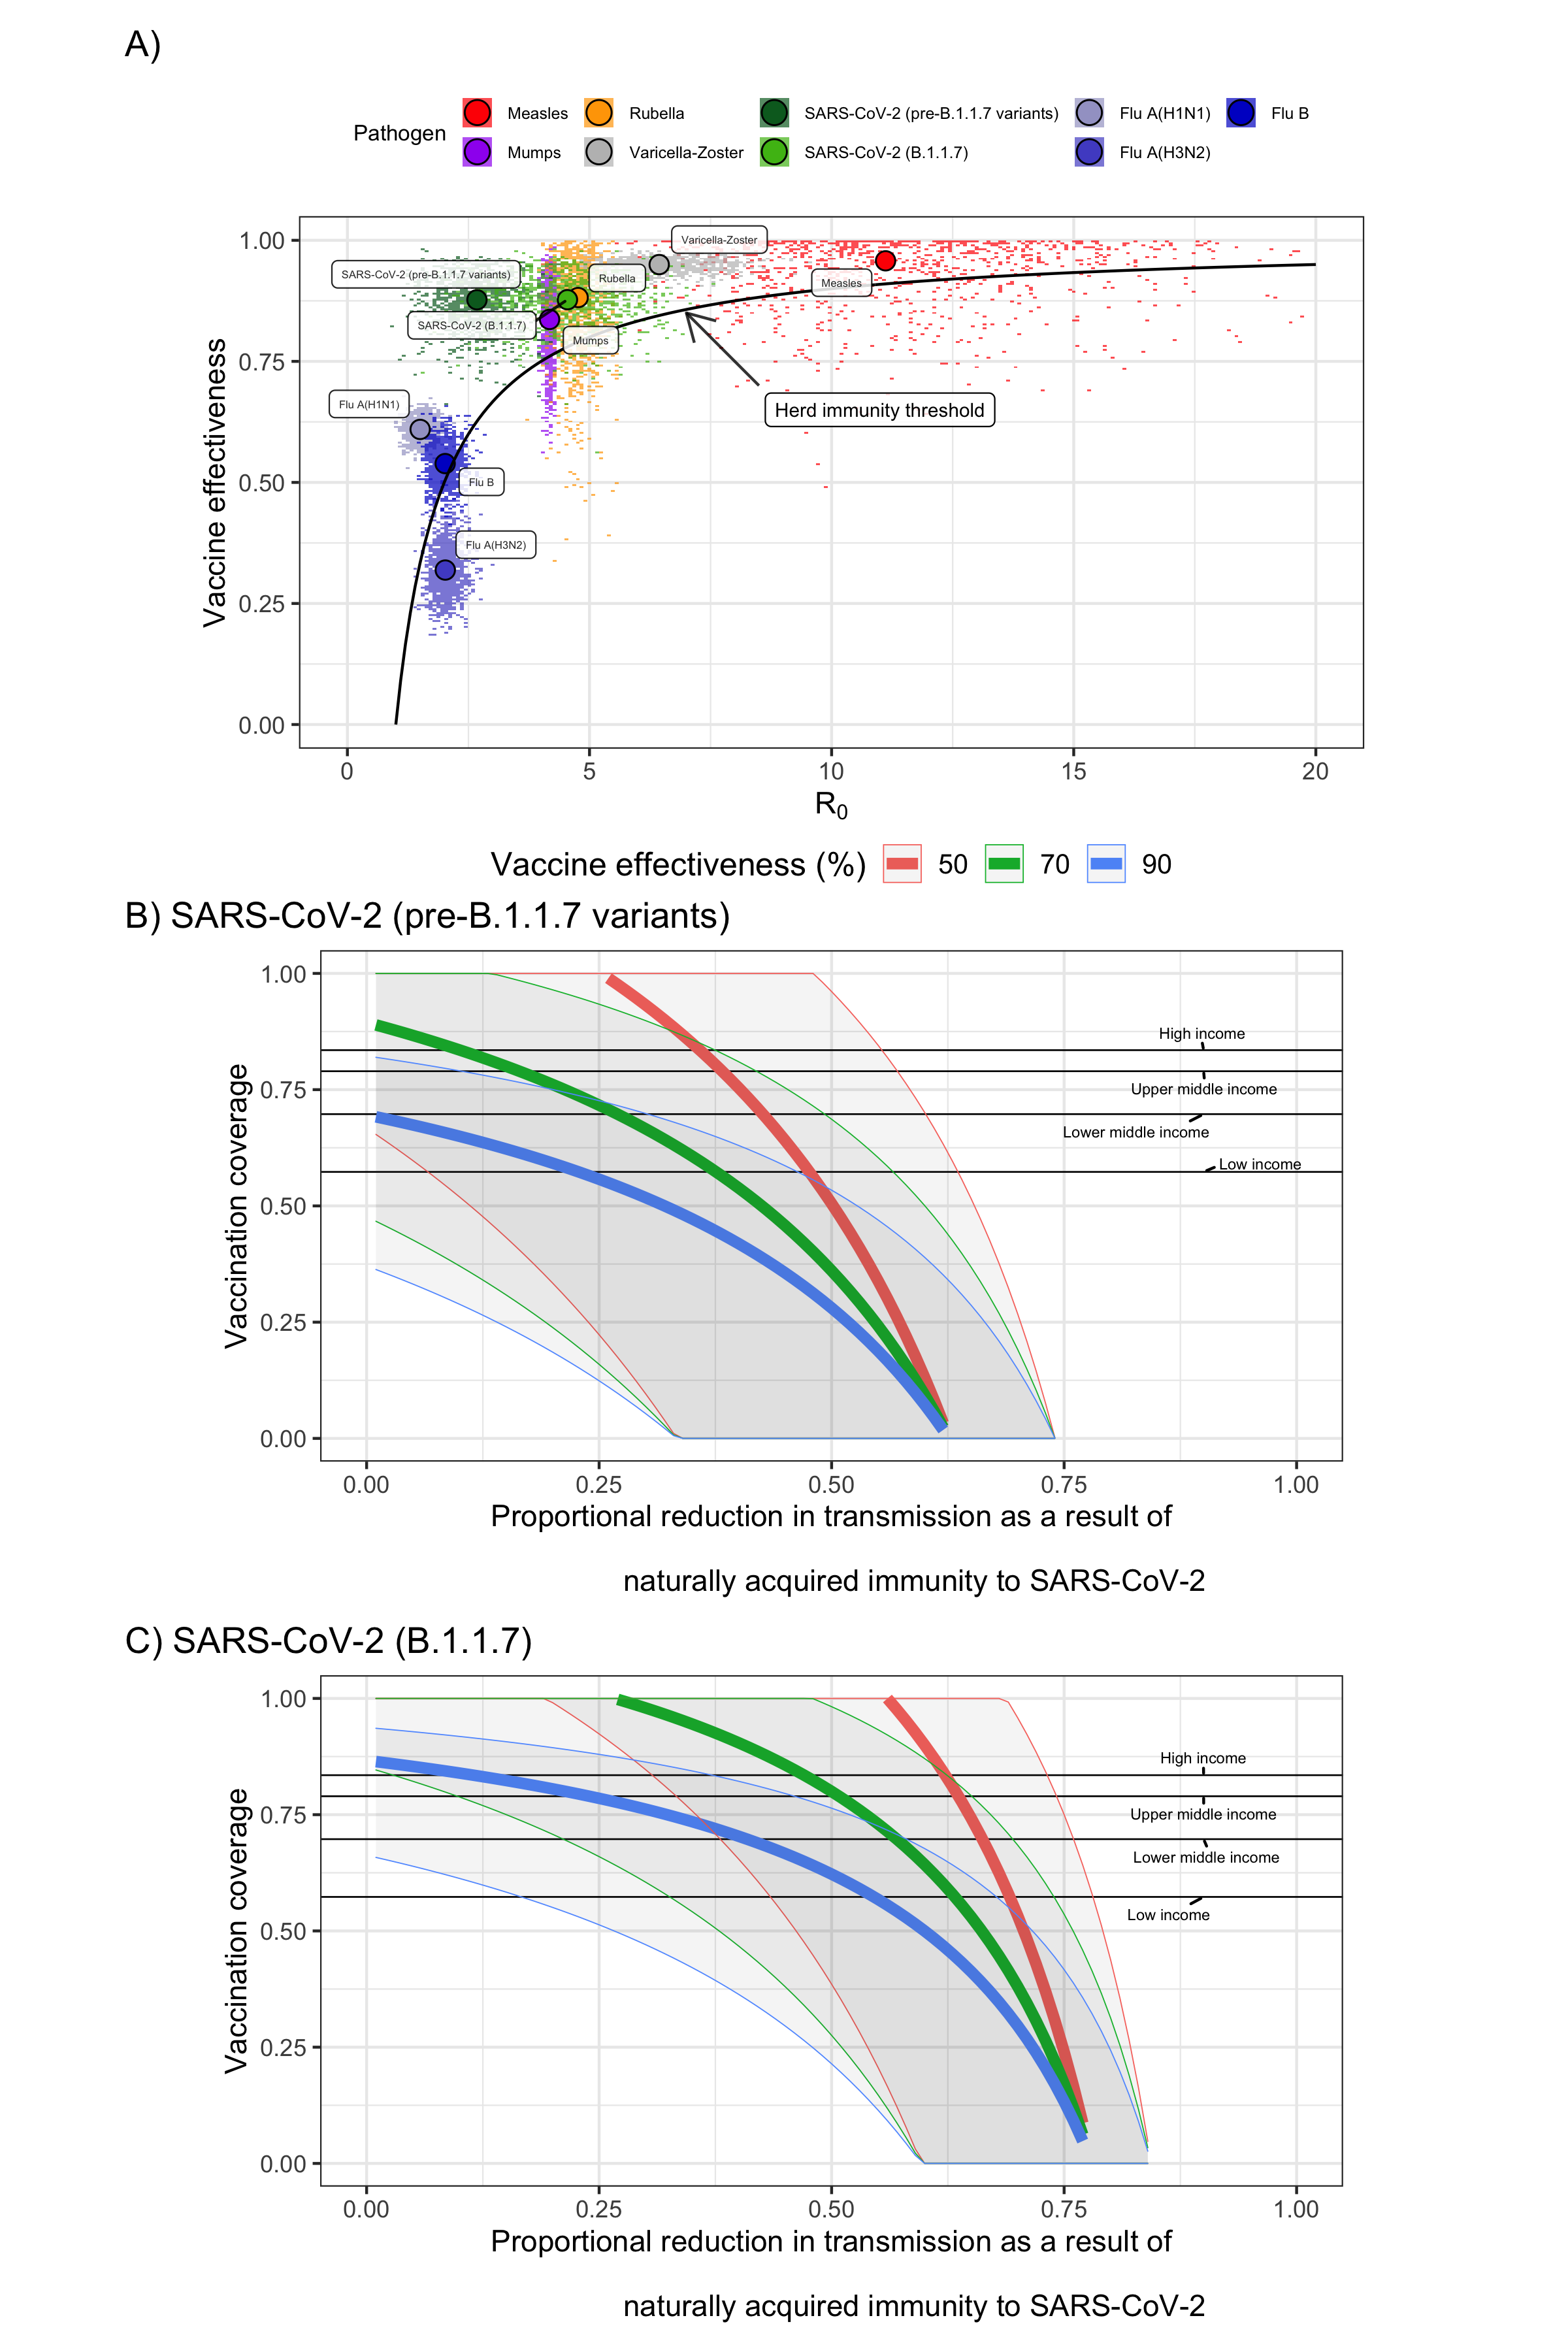 A)
Pathogen
Measles
Rubella
SARS-CoV-2 (pre-B.1.1.7 variants)
Flu A(H1N1)
Flu B
Mumps
Varicella-Zoster
SARS-CoV-2 (B.1.1.7)
Flu A(H3N2)
Vaccine effectiveness
1.00
0.75
0.50
0.25
0.00
Varicella-Zoster
SARS-CoV-2 (pre-B.1.1.7 variants)
Rubella
Measles
SARS-CoV-2 (B.1.1.7)
Mumps
Flu A(H1N1)
Herd immunity threshold
Flu B
Flu A(H3N2)
0 5 10 15 20
R0
Vaccine effectiveness (%) 50 70 90
B) SARS-CoV-2 (pre-B.1.1.7 variants)
Vaccination coverage
1.00
0.75
0.50
0.25
0.00
High income
Upper middle income
Lower middle income
Low income
0.00 0.25 0.50 0.75 1.00
Proportional reduction in transmission as a result of
naturally acquired immunity to SARS-CoV-2
C) SARS-CoV-2 (B.1.1.7)
Vaccination coverage
1.00
0.75
0.50
0.25
0.00
High income
Upper middle income
Lower middle income
Low income
0.00 0.25 0.50 0.75 1.00
Proportional reduction in transmission as a result of
naturally acquired immunity to SARS-CoV-2